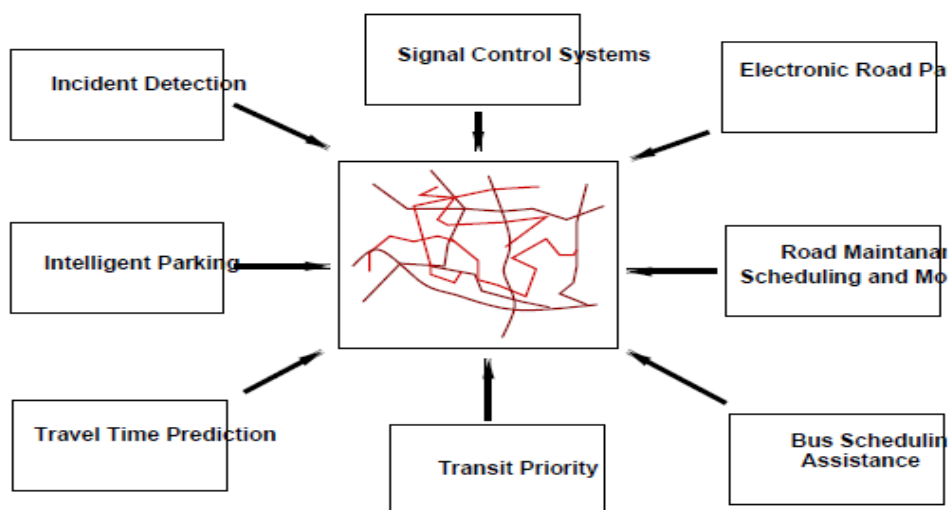 Signal Control Systems
Incident Detection
Electronic Road Pa
Intelligent Parking
Road Maintanar
Scheduling and Mo
Travel Time Prediction
Transit Priority
Bus Schedulin
Assistance